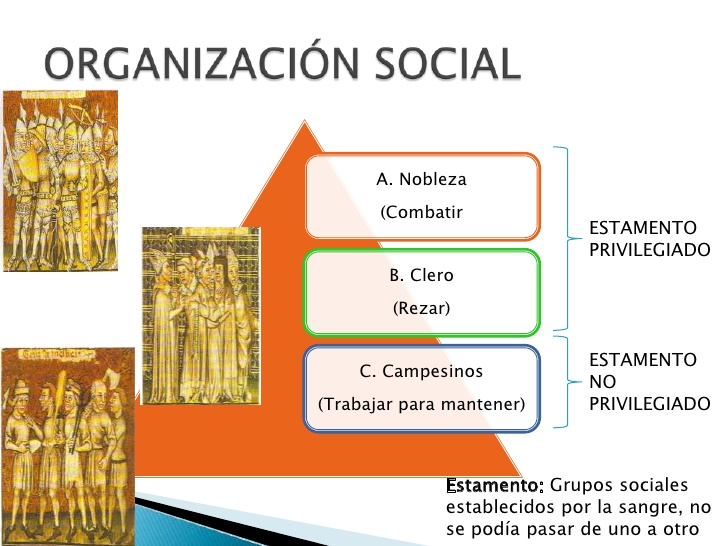 ORGANIZACIÓN SOCIAL
A. Nobleza
(Combatir
B. Clero
(Rezar)
C. Campesinos
(Trabajar para mantener)
ESTAMENTO
PRIVILEGIADO
ESTAMENTO
NO
PRIVILEGIADO
Estamento: Grupos sociales
establecidos por la sangre, no
se podía pasar de uno a otro